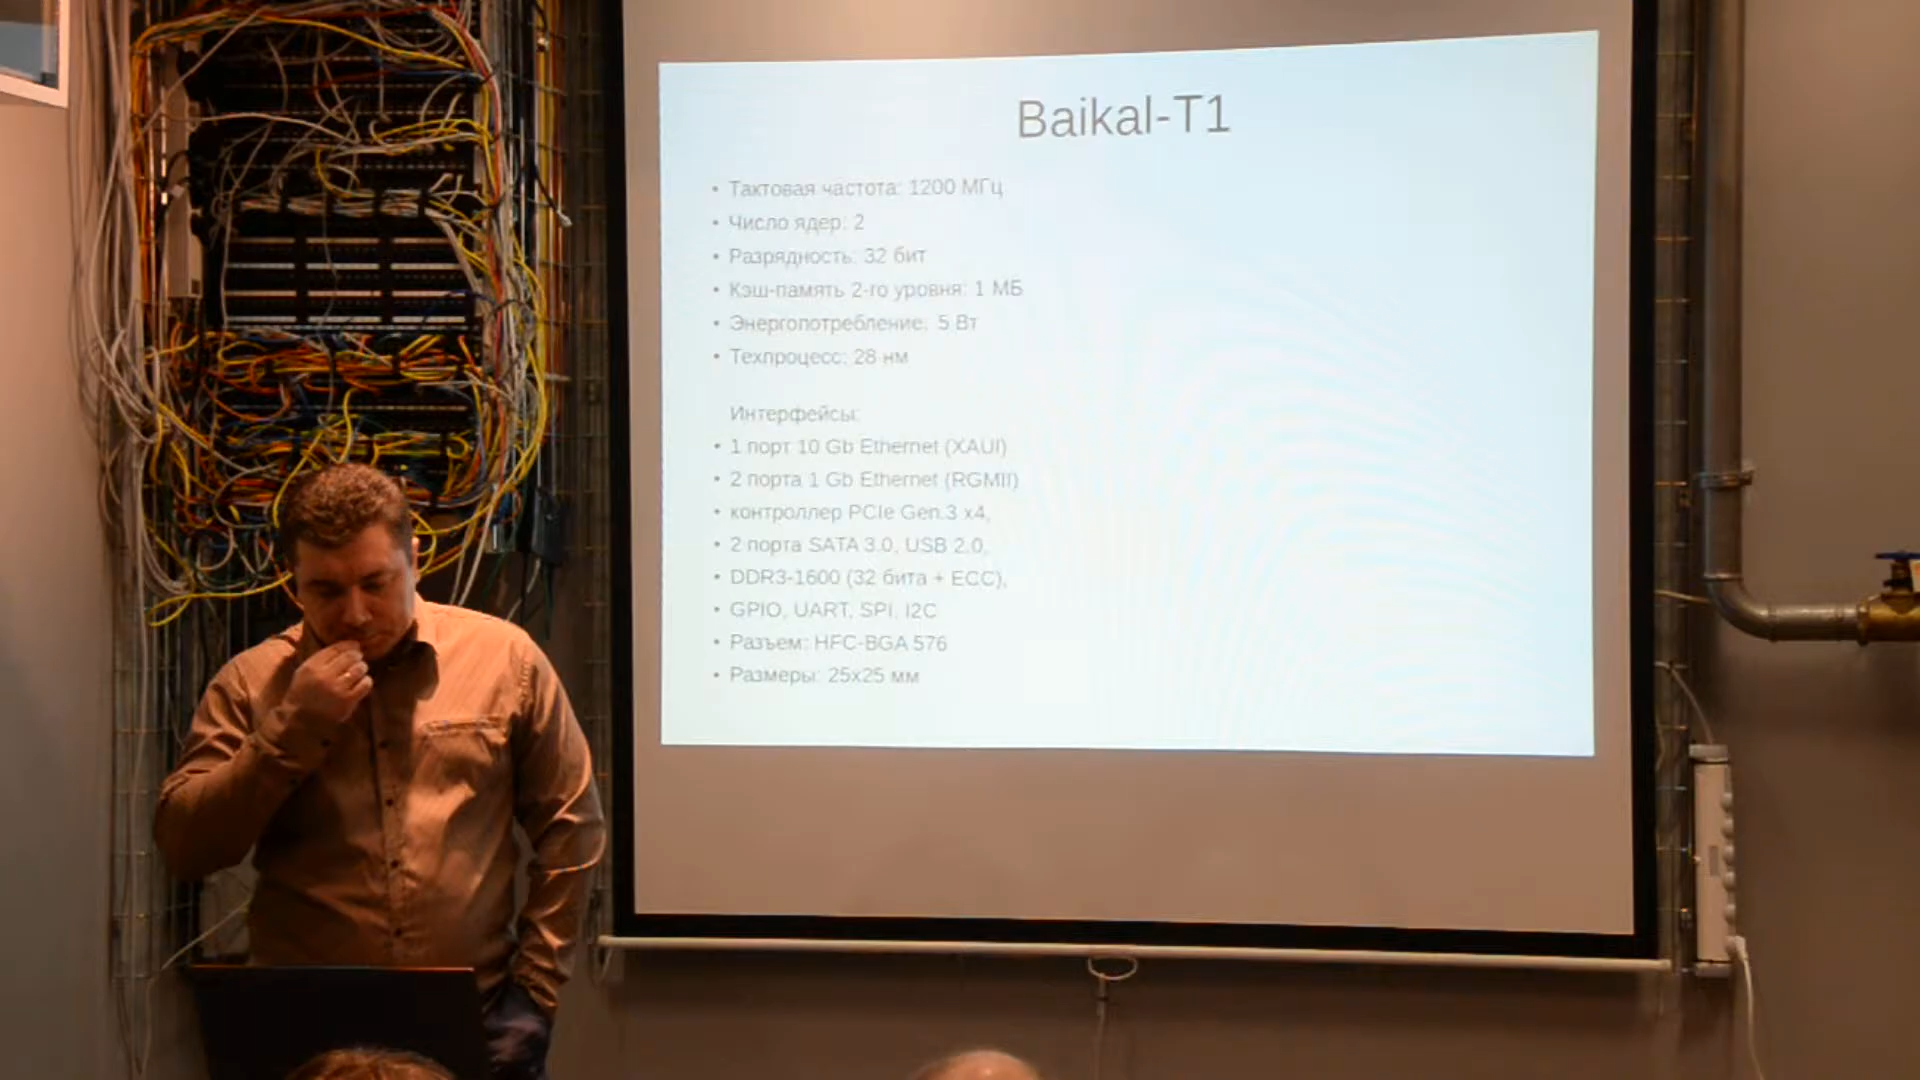 Baikal-T1
• Тактовая частота: 1200 МГц
• Число ядер: 2
• Разрядность: 32 бит
• Кэш-память 2-го уровня: 1 МБ
• Энергопотребление: 5 Вт
• Техпроцесс: 28 нм
Интерфейсы:
• 1 порт 10 Gb Ethernet (XAUI)
• 2 порта 1 Gb Ethernet (RGMII)
• контроллер PCIe Gen.3 x4,
• 2 порта SATA 3.0, USB 2.0,
• DDR3-1600 (32 бита + ECC),
• GPIO, UART, SPI, I2C
• Разъем: HFC-BGA 576
• Размеры: 25x25 мм